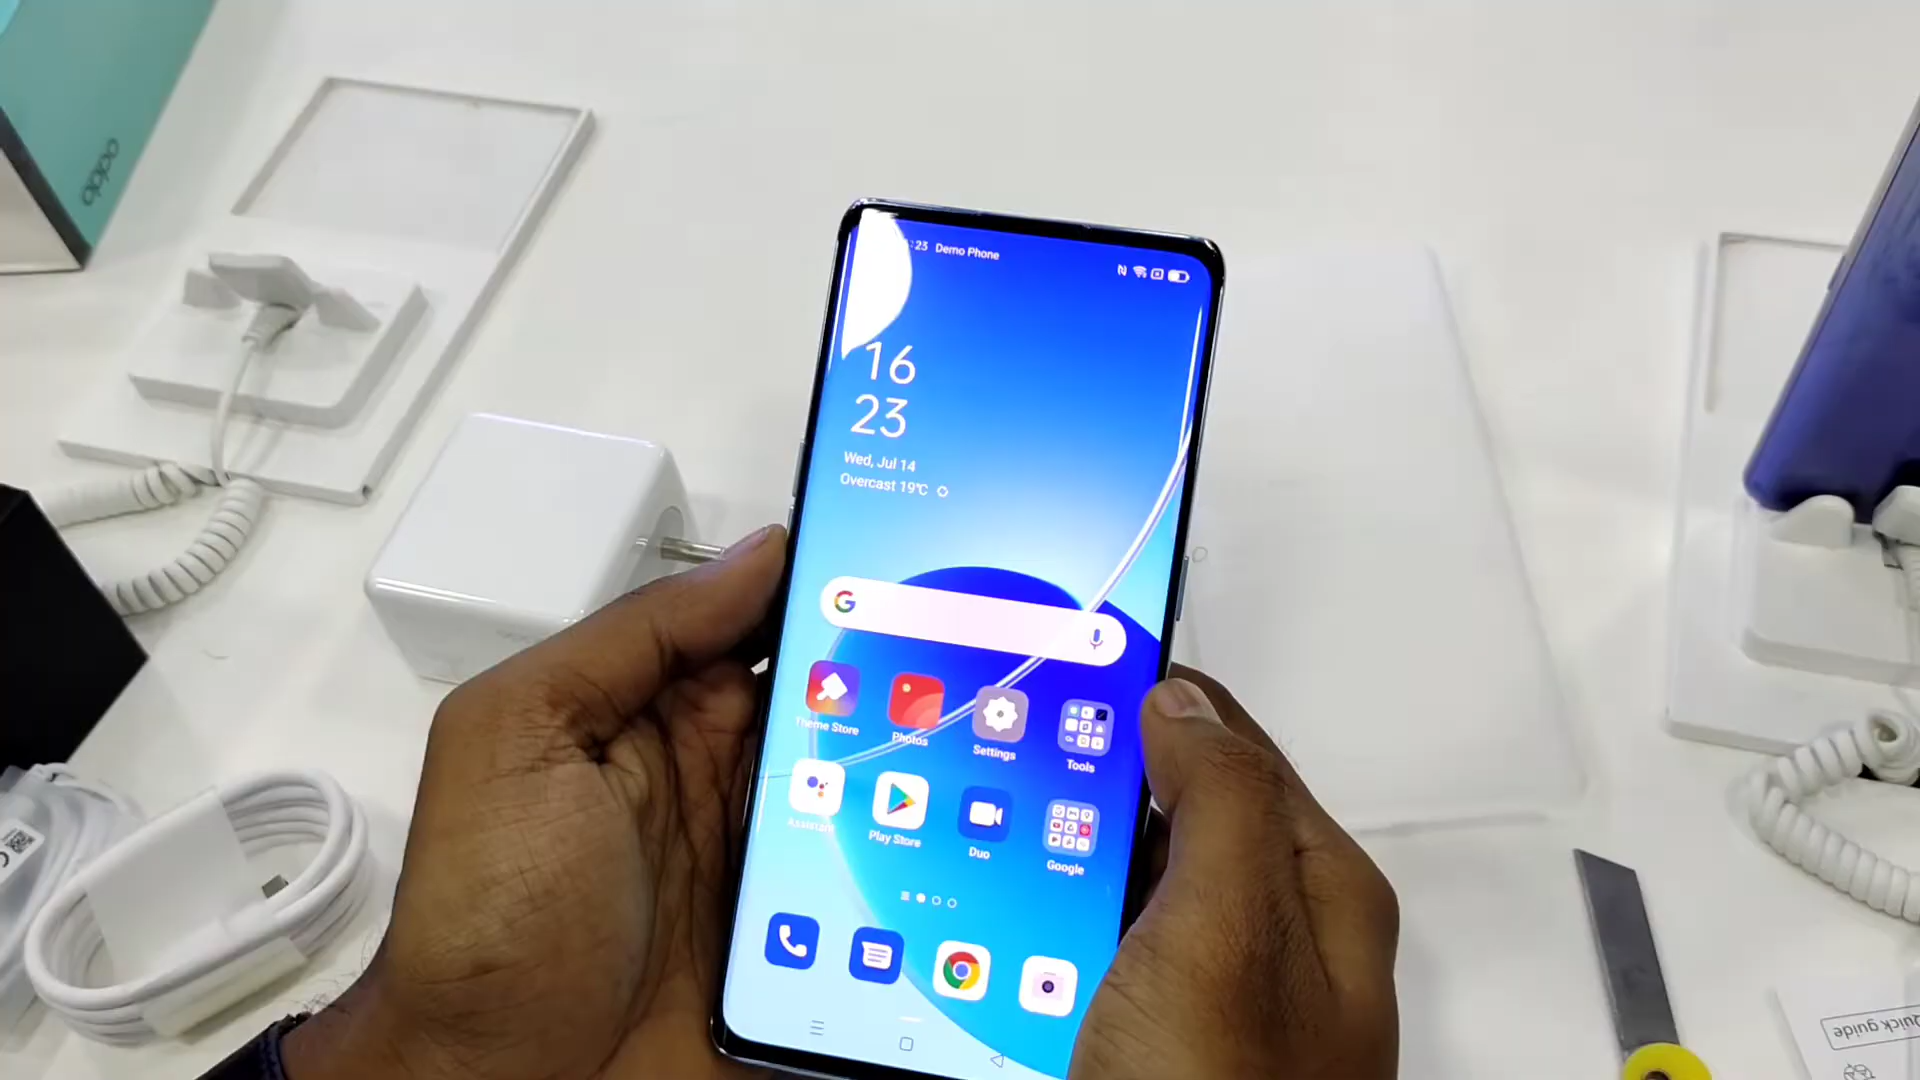 oppo
:23 Demo Phone
16
23
Wed, Jul 14
Overcast 19℃
Theme Store
Photos
Settings
Tools
Assistant
Play Store
Duo
Google
Quick guide